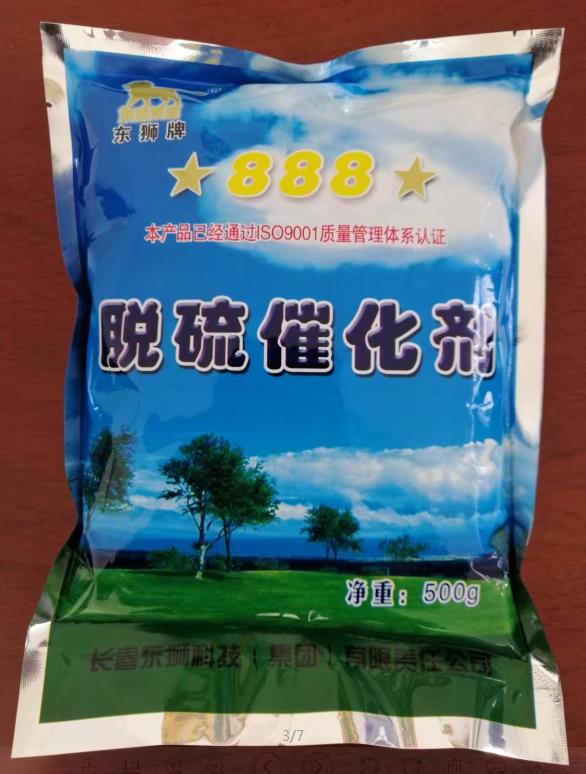 东狮牌
888
本产品已经通过ISO9001质量管理体系认证
脱硫催化剂
净重：500g
长春东狮科技（集团）有限责任公司
3/7